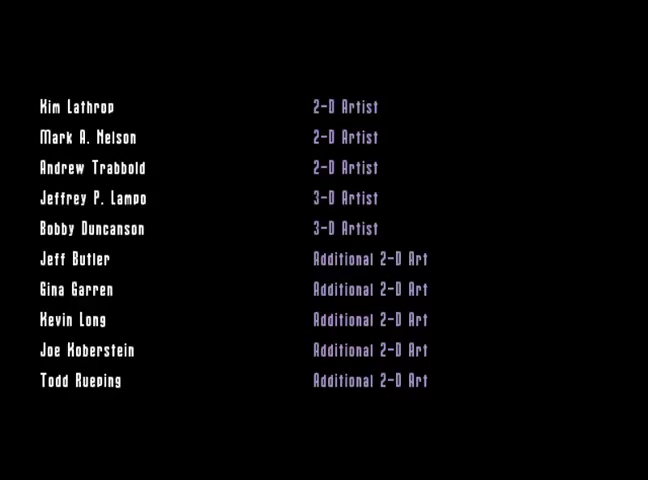 Kim Lathrop 2-D Artist
Mark A. Nelson 2-D Artist
Andrew Trabbold 2-D Artist
Jeffrey P. Lampo 3-D Artist
Bobby Duncanson 3-D Artist
Jeff Butler Additional 2-D Art
Gina Garren Additional 2-D Art
Kevin Long Additional 2-D Art
Joe Koberstein Additional 2-D Art
Todd Rueping Additional 2-D Art